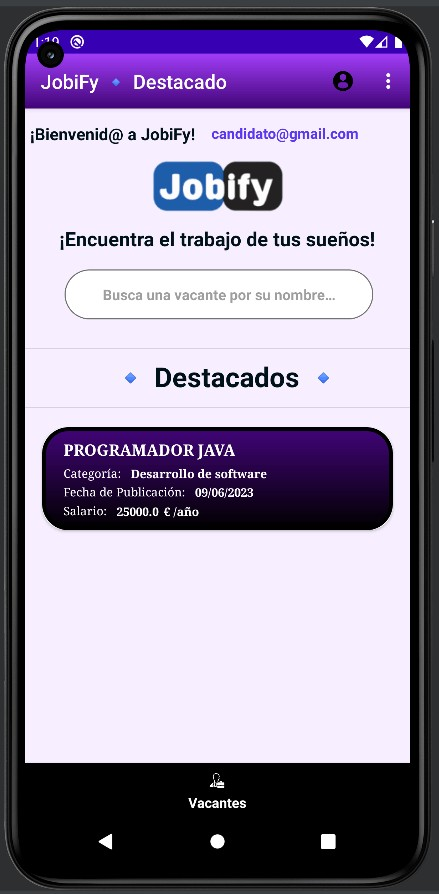 JobiFy 🔹 Destacado
¡Bienvenid@ a JobiFy! candidato@gmail.com
Jobify
¡Encuentra el trabajo de tus sueños!
Busca una vacante por su nombre...
🔹 Destacados 🔹
PROGRAMADOR JAVA
Categoría: Desarrollo de software
Fecha de Publicación: 09/06/2023
Salario: 25000.0 € /año
Vacantes